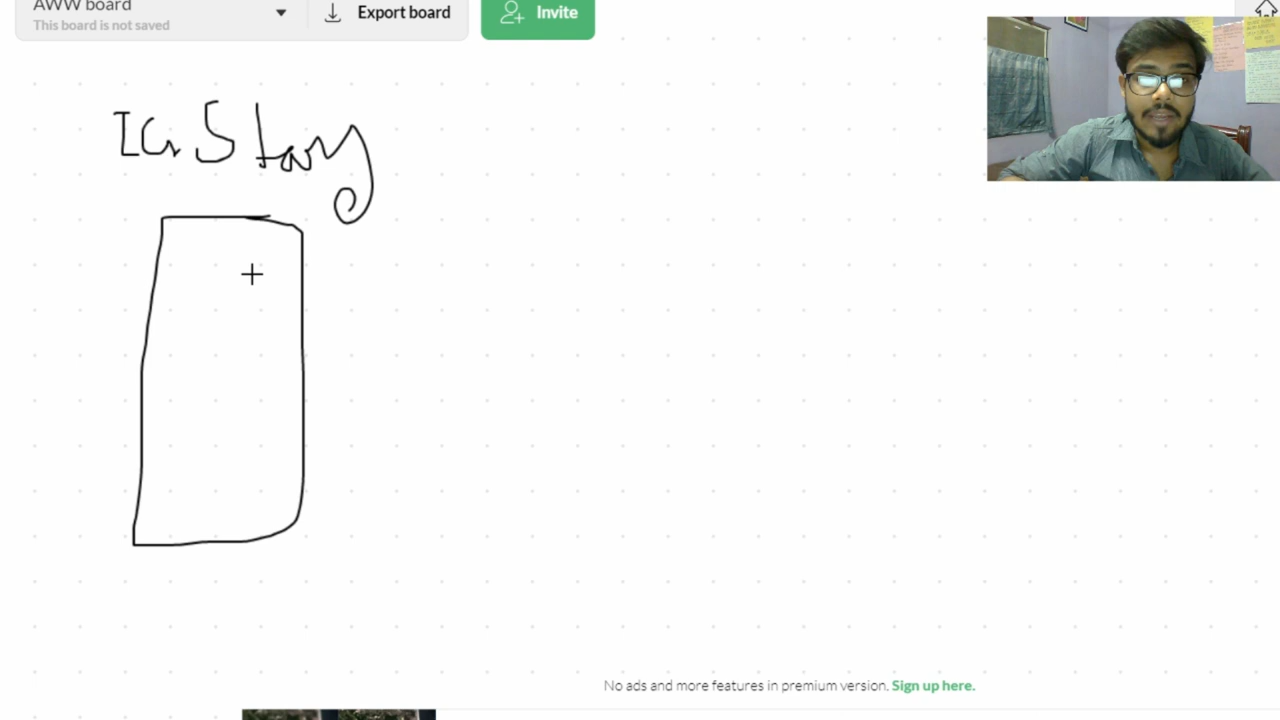 AWW board
This board is not saved
Export board
Invite
IG Story
No ads and more features in premium version. Sign up here.